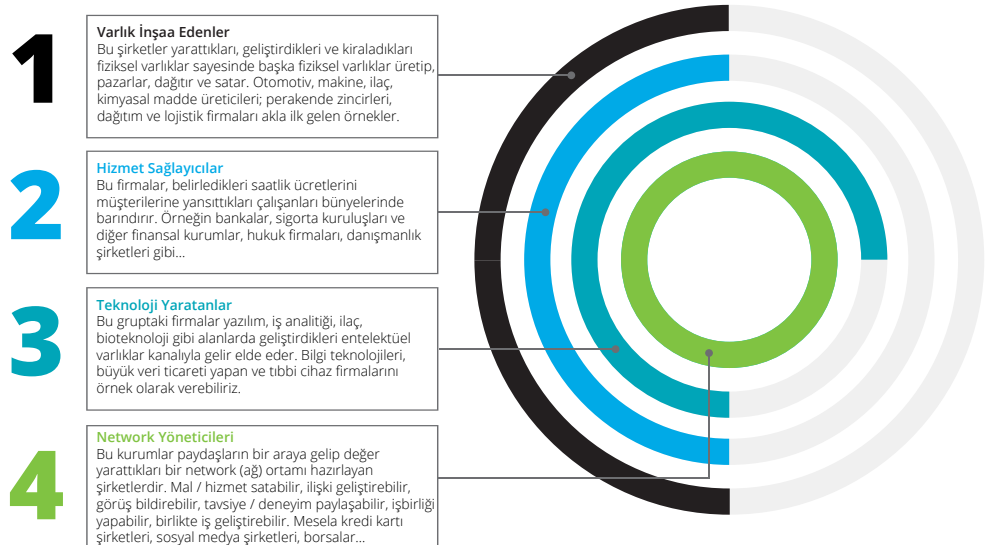 1
Varlık İnşaa Edenler
Bu şirketler yarattıkları, geliştirdikleri ve kiraladıkları
fiziksel varlıklar sayesinde başka fiziksel varlıklar üretip,
pazarlar, dağıtır ve satar. Otomotiv, makine, ilaç,
kimyasal madde üreticileri; perakende zincirleri,
dağıtım ve lojistik firmaları akla ilk gelen örnekler.
2
Hizmet Sağlayıcılar
Bu firmalar, belirledikleri saatlik ücretlerini
müşterilerine yansıttıkları çalışanları bünyelerinde
barındırır. Örneğin bankalar, sigorta kuruluşları ve
diğer finansal kurumlar, hukuk firmaları, danışmanlık
şirketleri gibi...
3
Teknoloji Yaratanlar
Bu gruptaki firmalar yazılım, iş analitiği, ilaç,
bioteknoloji gibi alanlarda geliştirdikleri entelektüel
varlıklar kanalıyla gelir elde eder. Bilgi teknolojileri,
büyük veri ticareti yapan ve tıbbi cihaz firmalarını
örnek olarak verebiliriz.
4
Network Yöneticileri
Bu kurumlar paydaşların bir araya gelip değer
yarattıkları bir network (ağ) ortamı hazırlayan
şirketlerdir. Mal / hizmet satabilir, ilişki geliştirebilir,
görüş bildirebilir, tavsiye / deneyim paylaşabilir, işbirliği
yapabilir, birlikte iş geliştirebilir. Mesela kredi kartı
şirketleri, sosyal medya şirketleri, borsalar...